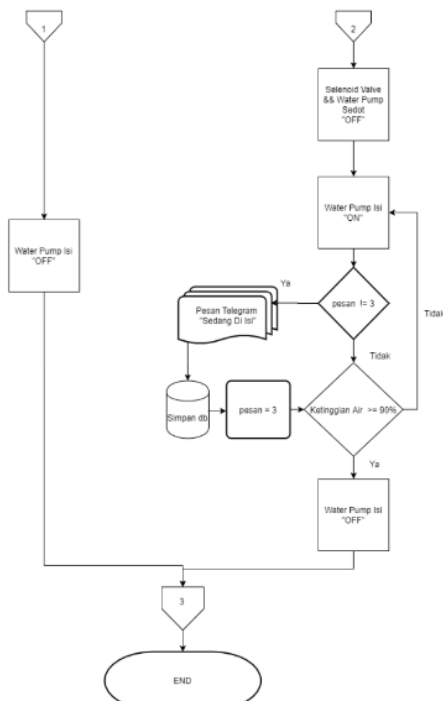 1
2
Selenoid Valve
&& Water Pump
Sedot
"OFF"
Water Pump Isi
"ON"
Water Pump Isi
"OFF"
Ya
pesan != 3
Tidak
Pesan Telegram
"Sedang Di Isi"
Tidak
Simpan db
pesan = 3
Ketinggian Air >= 90%
Ya
Water Pump Isi
"OFF"
3
END